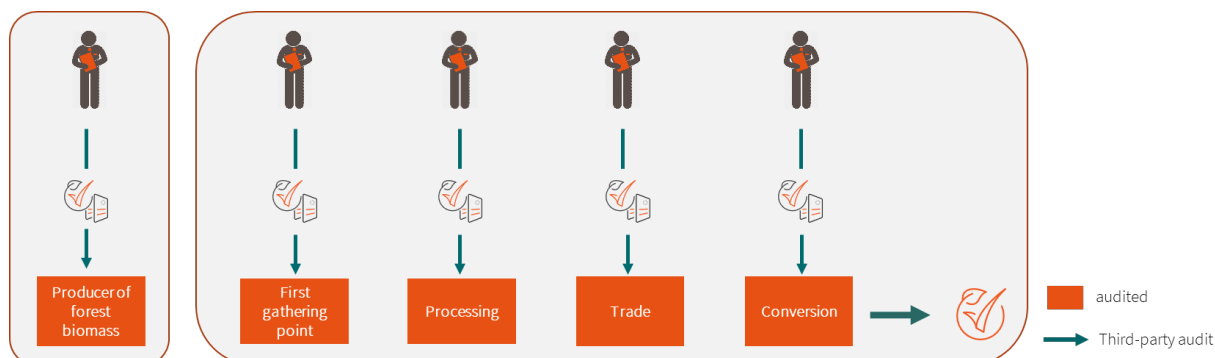 Producer of
forest
biomass
First
gathering
point
Processing
Trade
Conversion
audited
Third-party audit